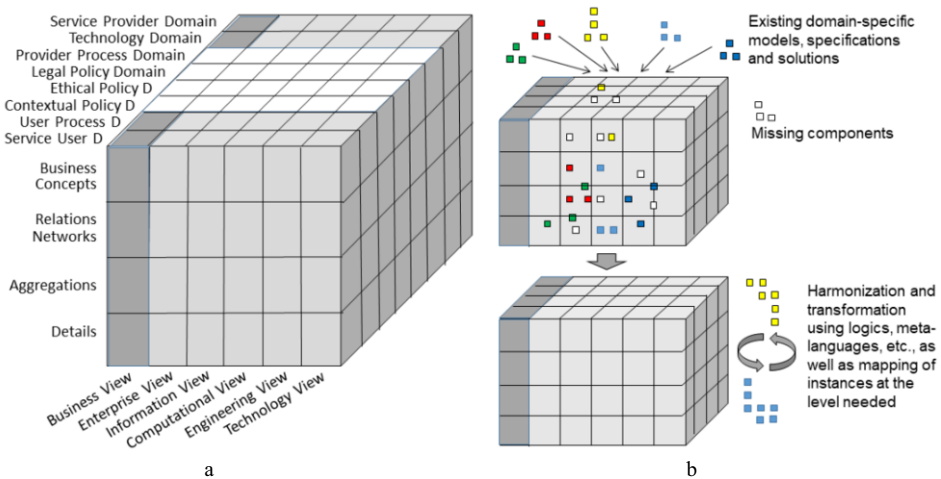 Service Provider Domain
Technology Domain
Provider Process Domain
Legal Policy Domain
Ethical Policy D
Contextual Policy D
User Process D
Service User D
Business
Concepts
Relations
Networks
Aggregations
Details
Business View
Enterprise View
Information View
Computational View
Engineering View
Technology View
a
Existing domain-specific
models, specifications
and solutions
Missing components
Harmonization and
transformation
using logics, meta-
languages, etc., as
well as mapping of
instances at the
level needed
b